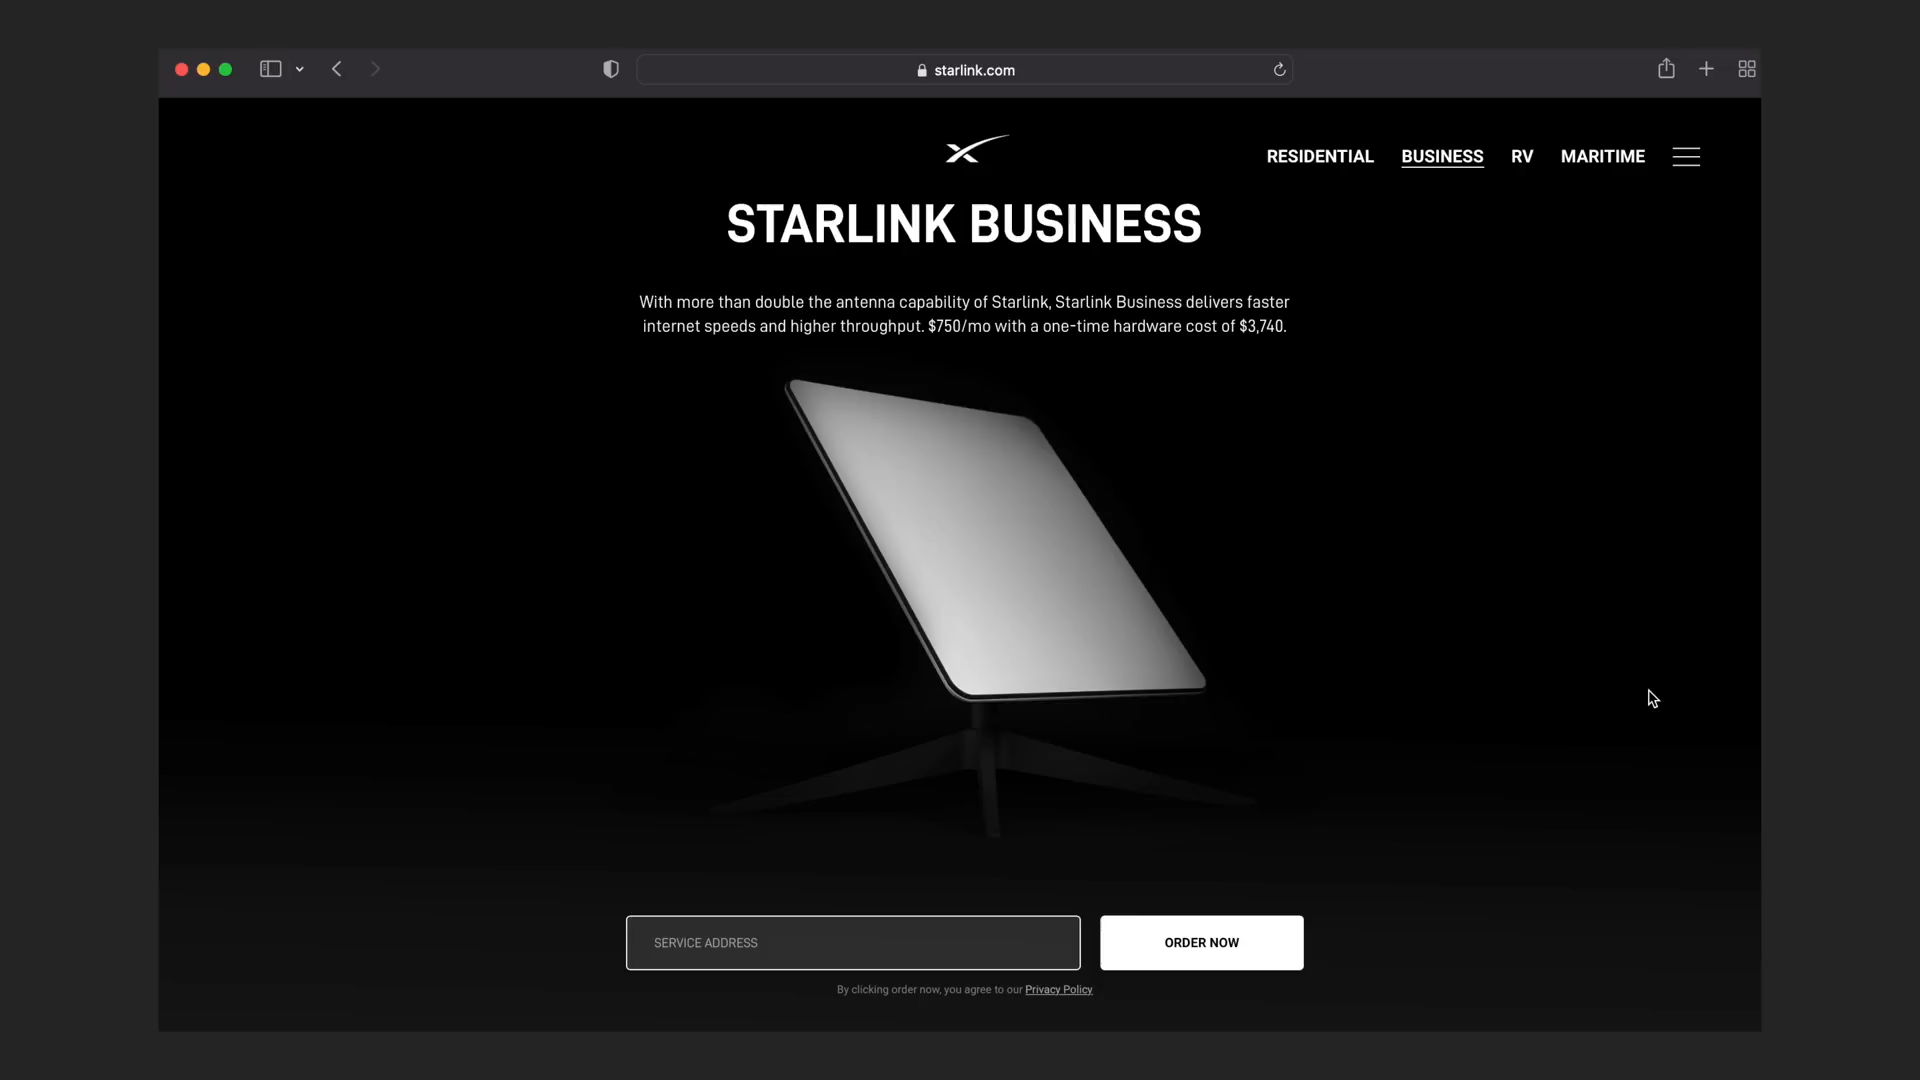 starlink.com
RESIDENTIAL BUSINESS RV MARITIME
STARLINK BUSINESS
With more than double the antenna capability of Starlink, Starlink Business delivers faster
internet speeds and higher throughput. $750/mo with a one-time hardware cost of $3,740.
SERVICE ADDRESS
ORDER NOW
By clicking order now, you agree to our Privacy Policy